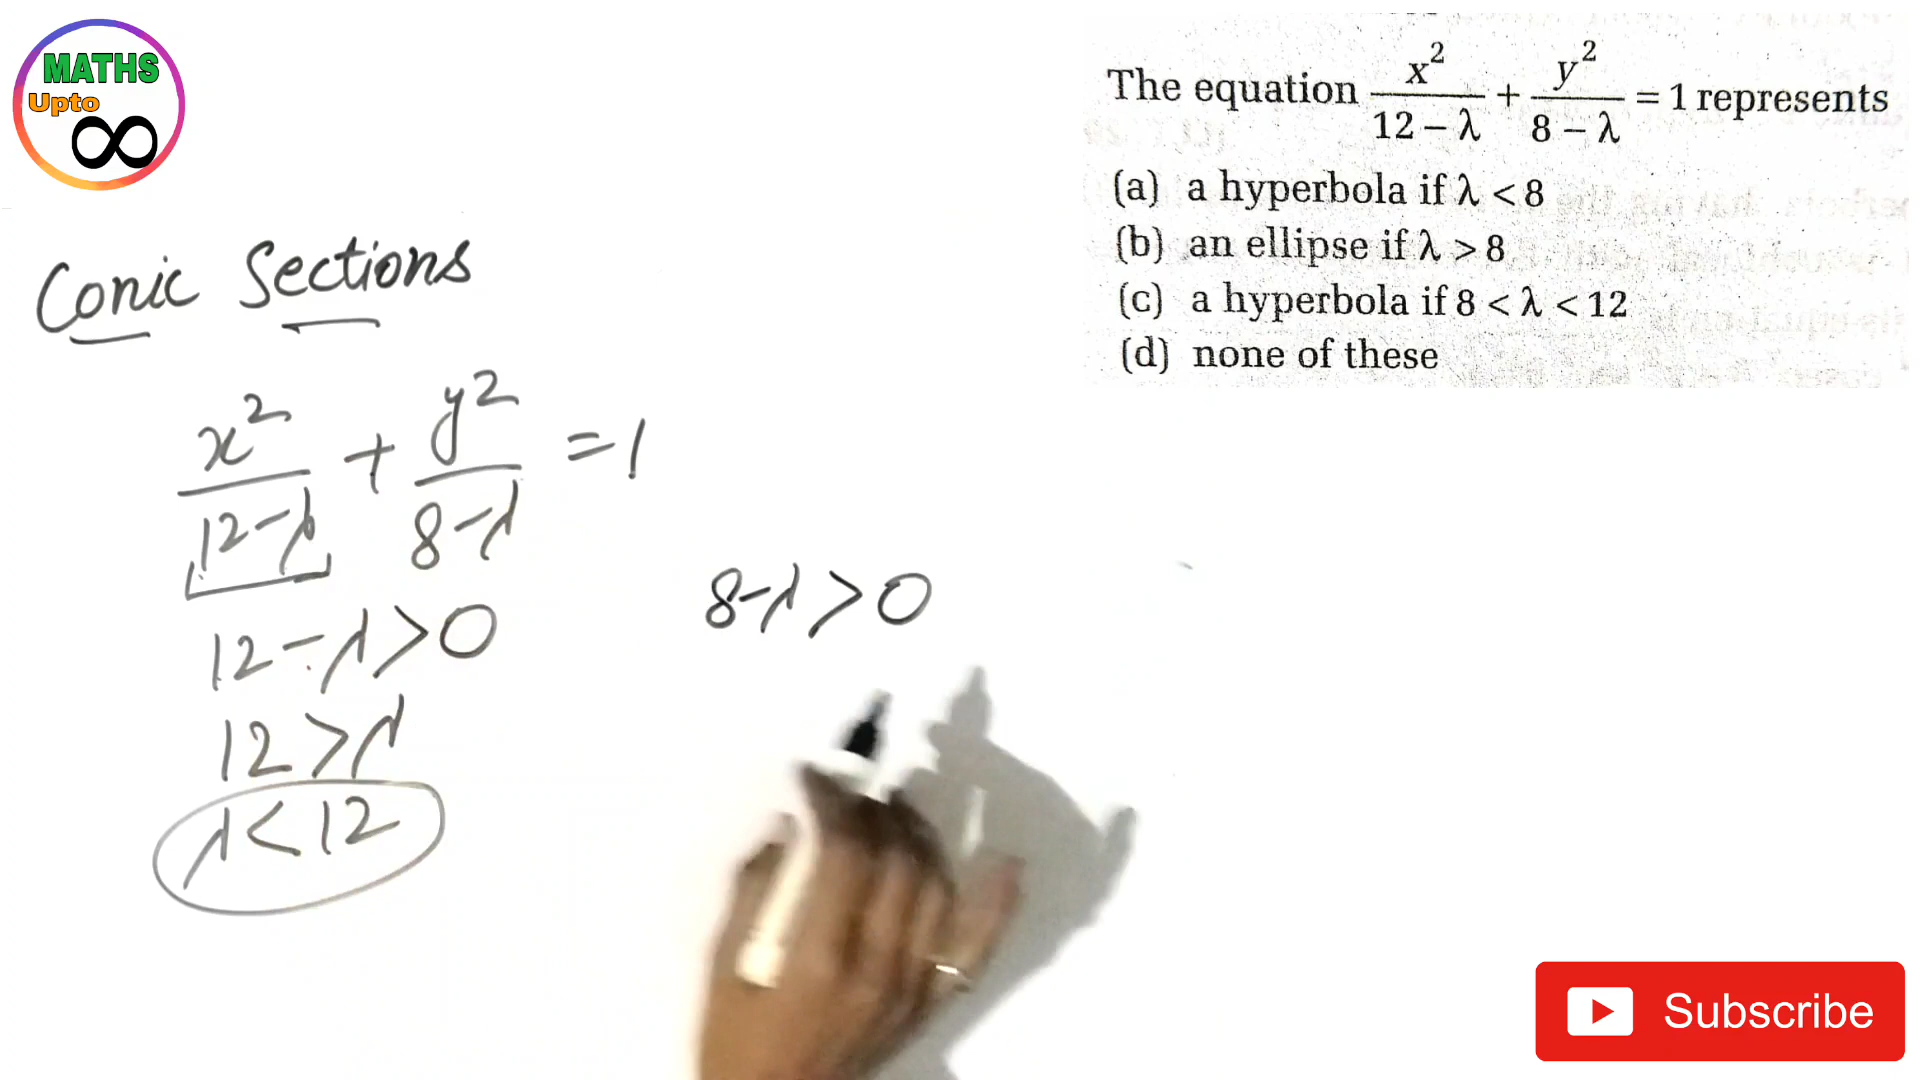 MATHS
Upto
∞
The equation x²/(12 – λ) + y²/(8 – λ) = 1 represents
(a) a hyperbola if λ < 8
(b) an ellipse if λ > 8
(c) a hyperbola if 8 < λ < 12
(d) none of these
Conic Sections
x²/(12-λ) + y²/(8-λ) = 1
12-λ>0
8-λ>0
12>λ
λ<12
Subscribe